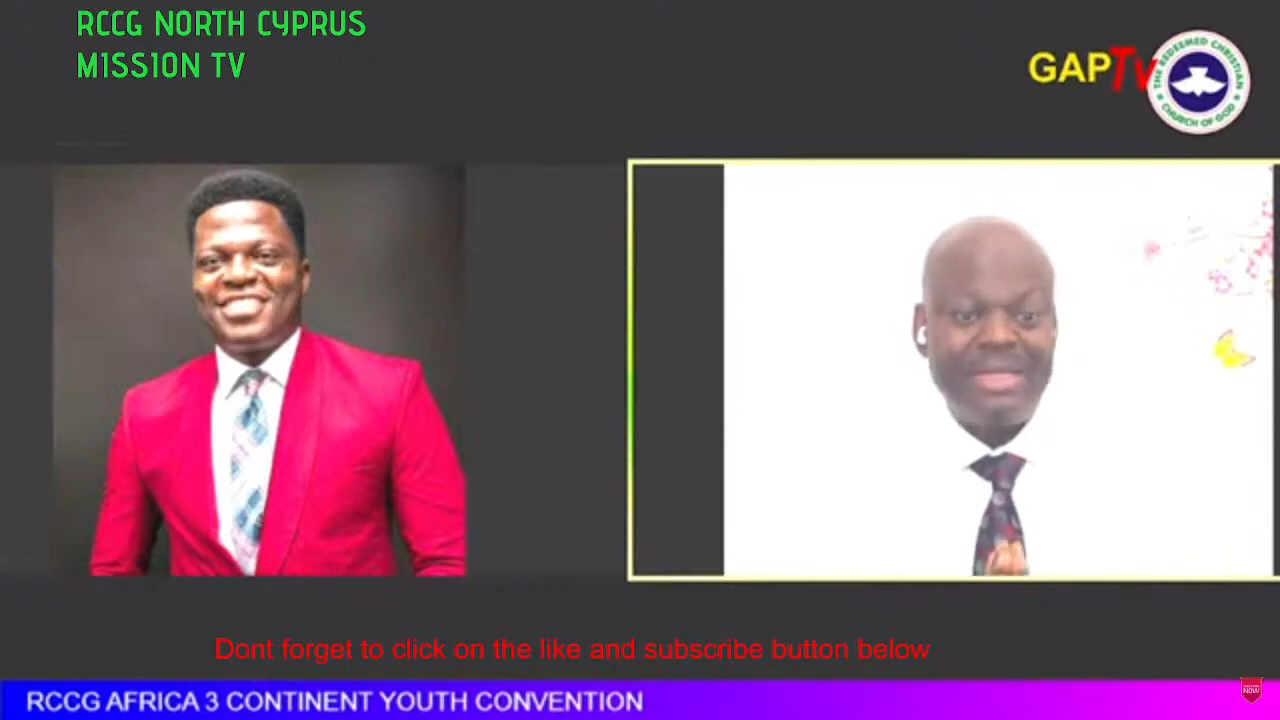 RCCG NORTH CYPRUS
MISSION TV
GAPTv
THE REDEEMED CHRISTIAN
CHURCH OF GOD
Dont forget to click on the like and subscribe button below
RCCG AFRICA 3 CONTINENT YOUTH CONVENTION
NOW